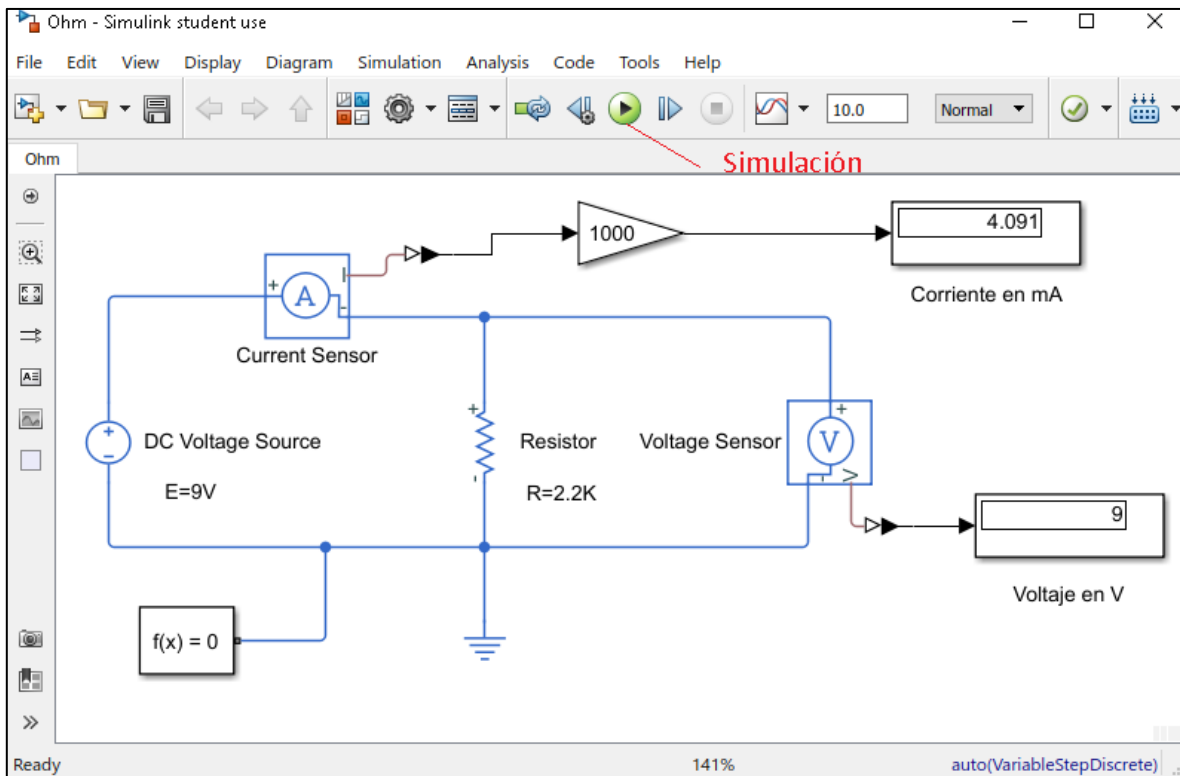 Ohm - Simulink student use
File Edit View Display Diagram Simulation Analysis Code Tools Help
10.0 Normal
Ohm
Simulación
1000
4.091
Corriente en mA
A
+
-
I
Current Sensor
DC Voltage Source
E=9V
+
-
Resistor
R=2.2K
+
-
Voltage Sensor
V
+
-
V
9
Voltaje en V
f(x) = 0
Ready 141% auto(VariableStepDiscrete)